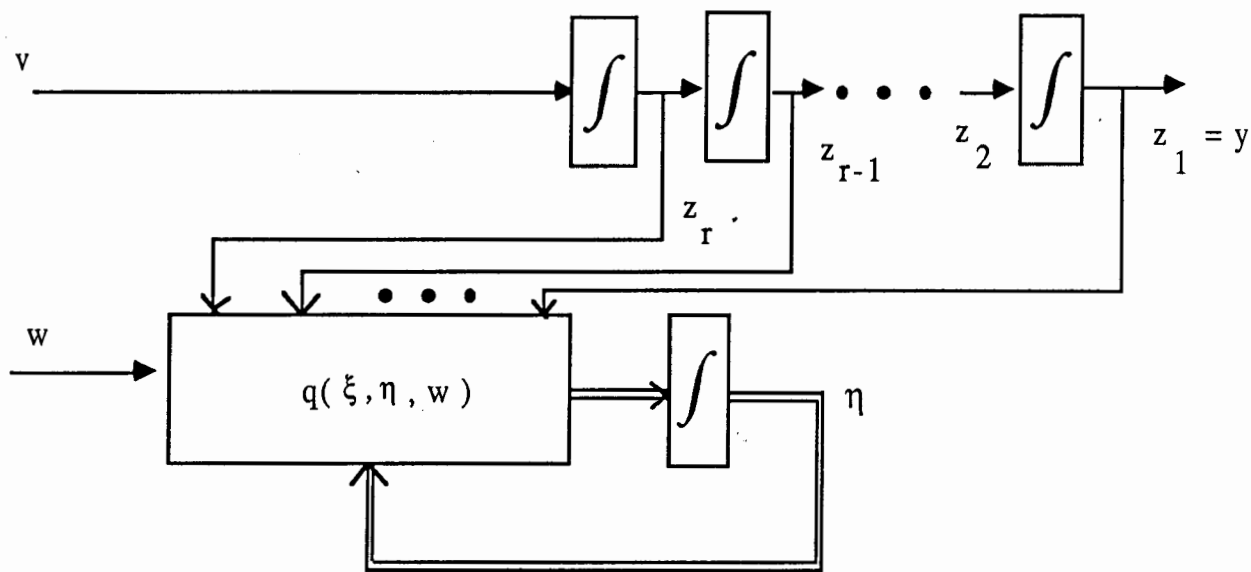 v
∫
∫
∫
z_{r-1}
z_2
z_1 = y
z_r
w
q( ξ, η, w )
∫
η